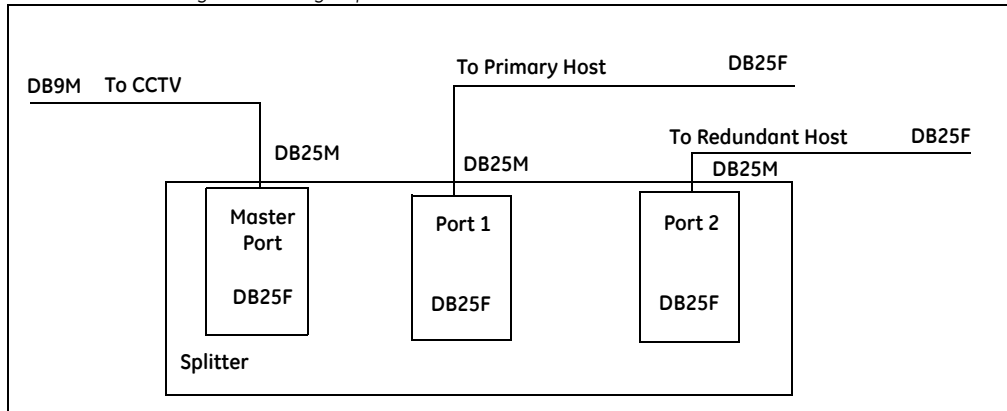 To Primary Host
DB25F
DB9M
To CCTV
To Redundant Host
DB25F
DB25M
DB25M
DB25M
Master
Port
DB25F
Port 1
DB25F
Port 2
DB25F
Splitter